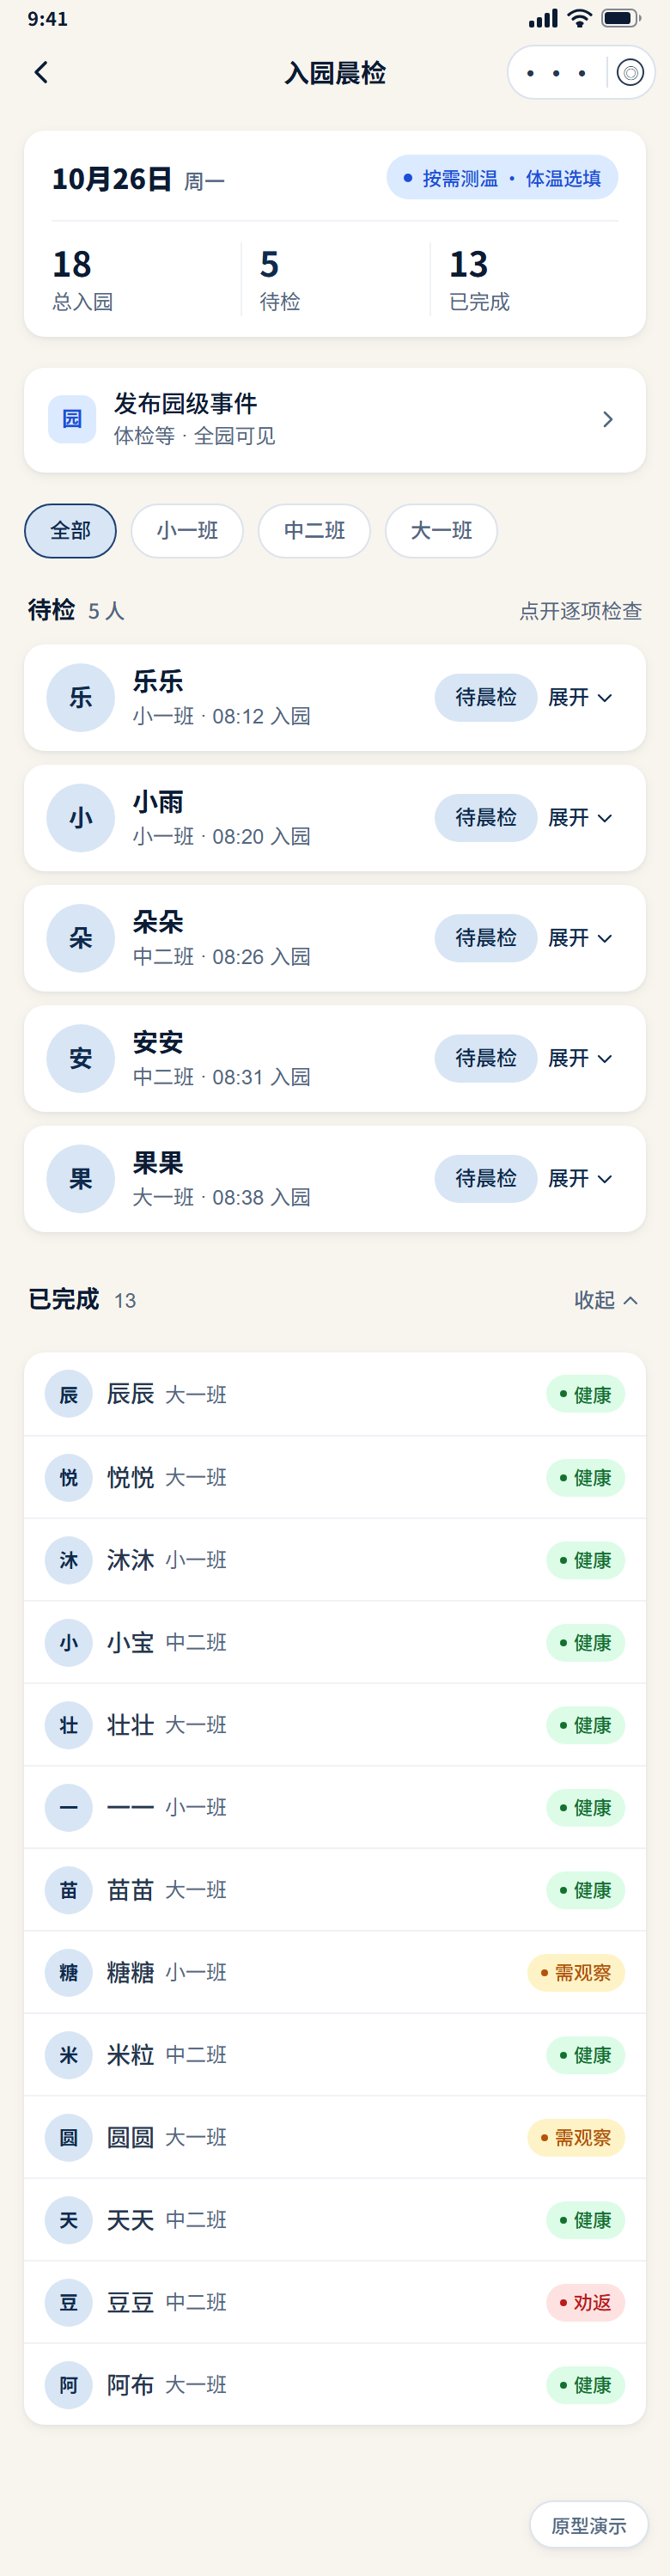 9:41
入园晨检
10月26日 周一
按需测温 · 体温选填
18 5 13
总入园 待检 已完成
园
发布园级事件
体检等 · 全园可见
全部 小一班 中二班 大一班
待检 5 人 点开逐项检查
乐 乐乐 待晨检 展开
小一班 · 08:12 入园
小 小雨 待晨检 展开
小一班 · 08:20 入园
朵 朵朵 待晨检 展开
中二班 · 08:26 入园
安 安安 待晨检 展开
中二班 · 08:31 入园
果 果果 待晨检 展开
大一班 · 08:38 入园
已完成 13 收起
辰 辰辰 大一班 健康
悦 悦悦 大一班 健康
沐 沐沐 小一班 健康
小 小宝 中二班 健康
壮 壮壮 大一班 健康
一 一一 小一班 健康
苗 苗苗 大一班 健康
糖 糖糖 小一班 需观察
米 米粒 中二班 健康
圆 圆圆 大一班 需观察
天 天天 中二班 健康
豆 豆豆 中二班 劝返
阿 阿布 大一班 健康
原型演示